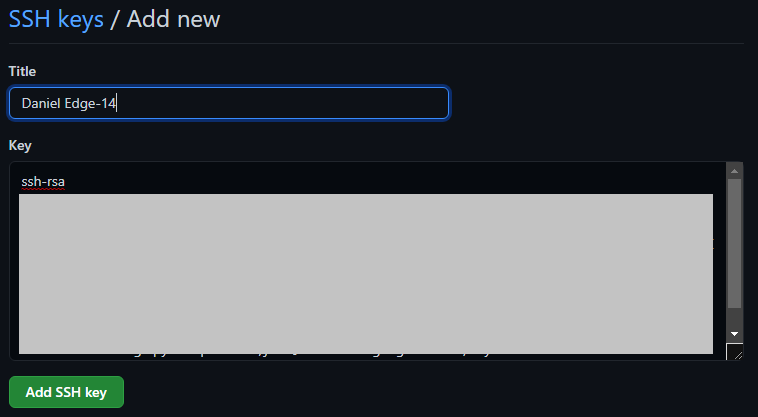 SSH keys / Add new
Title
Daniel Edge-14
Key
ssh-rsa
Add SSH key